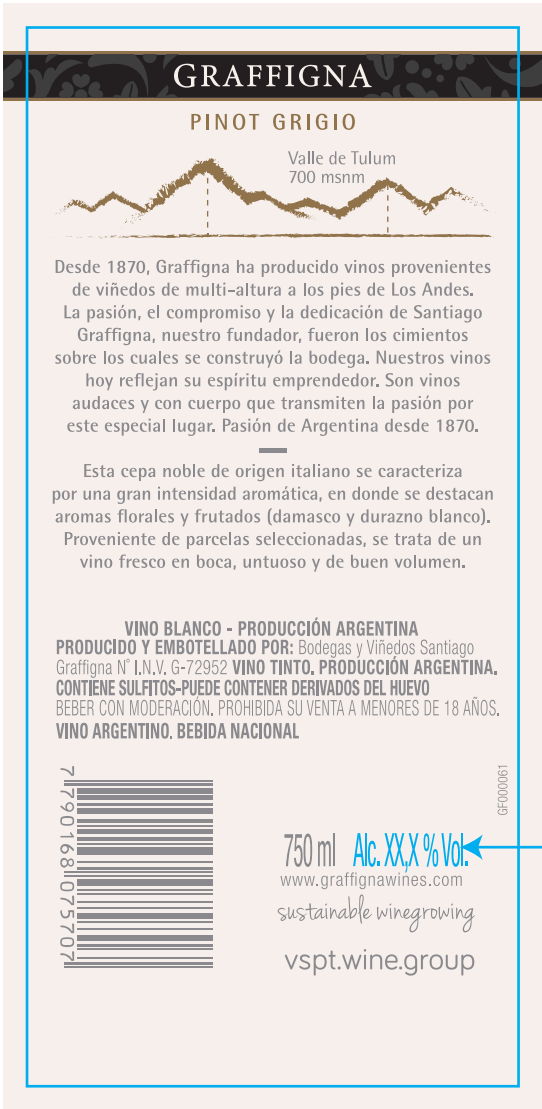 GRAFFIGNA
PINOT GRIGIO
Valle de Tulum
700 msnm
Desde 1870, Graffigna ha producido vinos provenientes
de viñedos de multi-altura a los pies de Los Andes.
La pasión, el compromiso y la dedicación de Santiago
Graffigna, nuestro fundador, fueron los cimientos
sobre los cuales se construyó la bodega. Nuestros vinos
hoy reflejan su espíritu emprendedor. Son vinos
audaces y con cuerpo que transmiten la pasión por
este especial lugar. Pasión de Argentina desde 1870.
Esta cepa noble de origen italiano se caracteriza
por una gran intensidad aromática, en donde se destacan
aromas florales y frutados (damasco y durazno blanco).
Proveniente de parcelas seleccionadas, se trata de un
vino fresco en boca, untuoso y de buen volumen.
VINO BLANCO - PRODUCCIÓN ARGENTINA
PRODUCIDO Y EMBOTELLADO POR: Bodegas y Viñedos Santiago
Graffigna N° I.N.V. G-72952 VINO TINTO. PRODUCCIÓN ARGENTINA.
CONTIENE SULFITOS-PUEDE CONTENER DERIVADOS DEL HUEVO
BEBER CON MODERACIÓN. PROHIBIDA SU VENTA A MENORES DE 18 AÑOS.
VINO ARGENTINO. BEBIDA NACIONAL
7 790168 075707
GF000061
750 ml Alc. XX,X % Vol.
www.graffignawines.com
sustainable winegrowing
vspt.wine.group